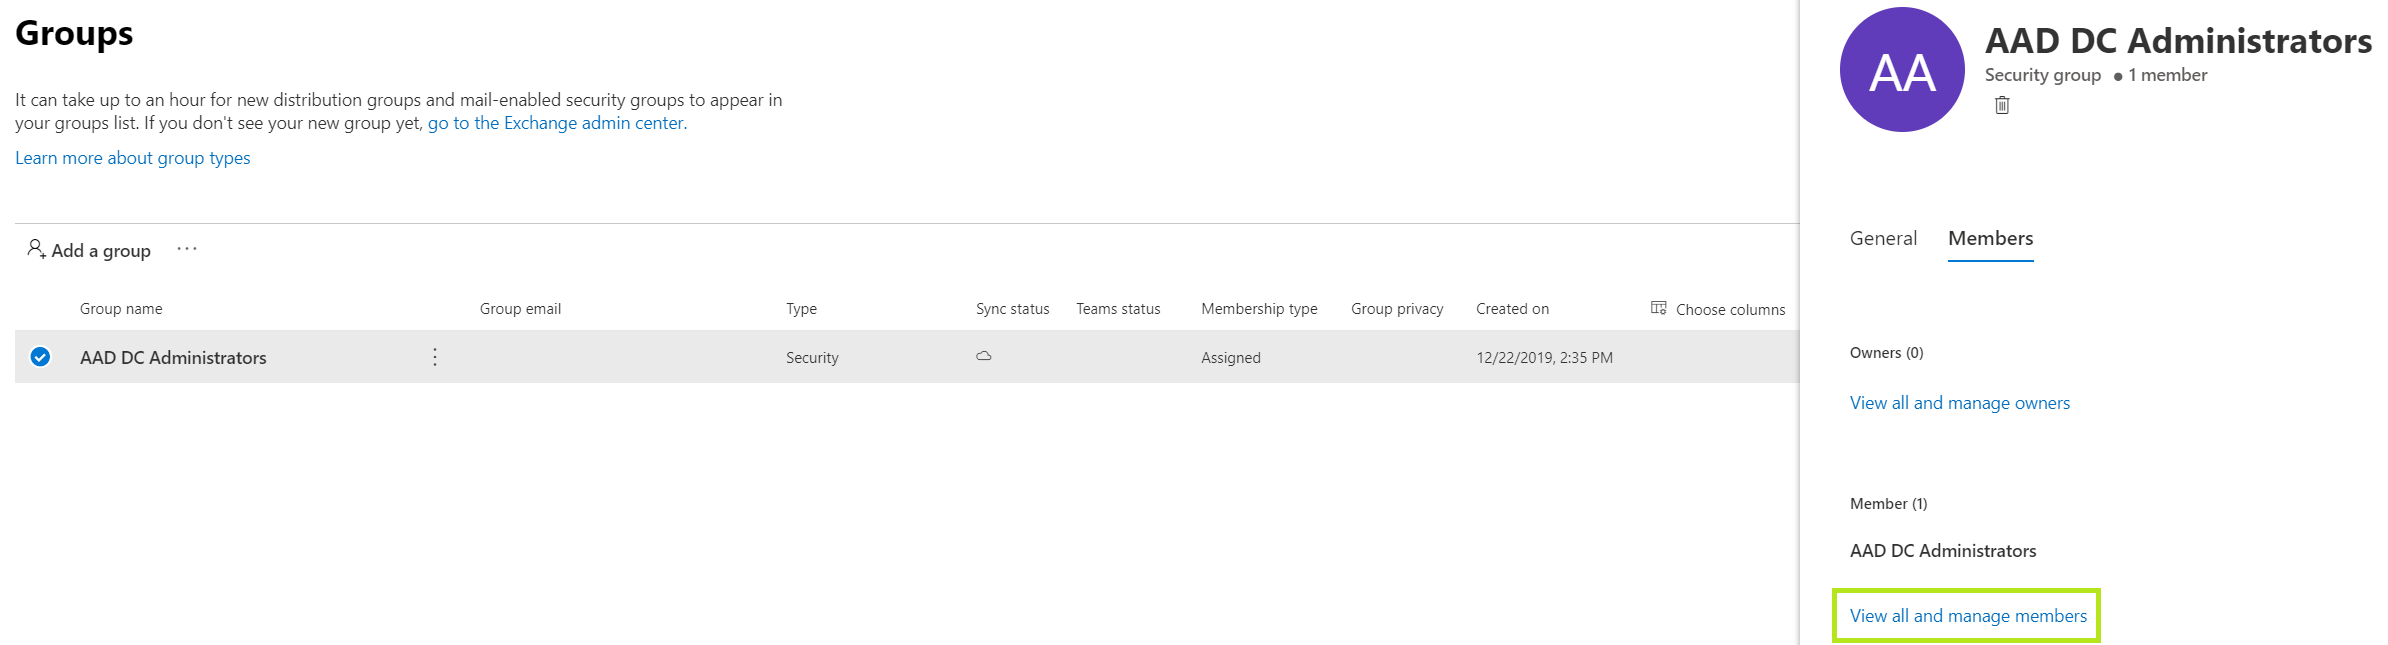 Groups
It can take up to an hour for new distribution groups and mail-enabled security groups to appear in
your groups list. If you don't see your new group yet, go to the Exchange admin center.
Learn more about group types
Add a group ···
Group name Group email Type Sync status Teams status Membership type Group privacy Created on Choose columns
AAD DC Administrators Security Assigned 12/22/2019, 2:35 PM
AA
AAD DC Administrators
Security group ● 1 member
General Members
Owners (0)
View all and manage owners
Member (1)
AAD DC Administrators
View all and manage members